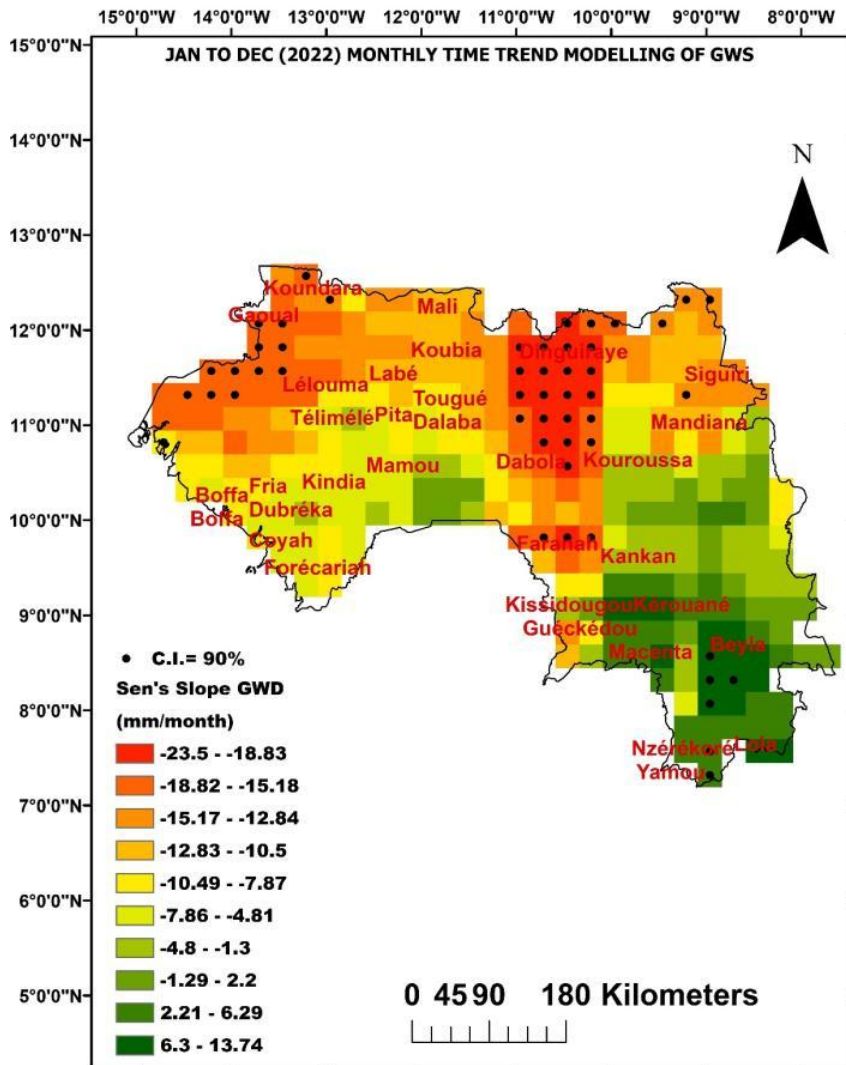 15°0'0"W 14°0'0"W 13°0'0"W 12°0'0"W 11°0'0"W 10°0'0"W 9°0'0"W 8°0'0"W
15°0'0"N
JAN TO DEC (2022) MONTHLY TIME TREND MODELLING OF GWS
14°0'0"N
N
13°0'0"N
Koundara
Mali
Gaoual
12°0'0"N
Koubia
Dinguiraye
Labé
Siguiri
Lélouma
Tougué
11°0'0"N
Télimélé
Pita
Dalaba
Mandiana
Mamou
Dabola
Kouroussa
Fria
Kindia
Boffa
Dubréka
10°0'0"N
Boffa
Coyah
Faranah
Kankan
Forécariah
9°0'0"N
Kissidougou
Kérouané
Guéckédou
Macenta
Beyla
C.I.= 90%
Sen's Slope GWD
8°0'0"N
(mm/month)
Nzérékoré
Lola
Yamou
-23.5 - -18.83
7°0'0"N
-18.82 - -15.18
-15.17 - -12.84
-12.83 - -10.5
6°0'0"N
-10.49 - -7.87
-7.86 - -4.81
-4.8 - -1.3
5°0'0"N
-1.29 - 2.2
0 45 90 180 Kilometers
2.21 - 6.29
6.3 - 13.74